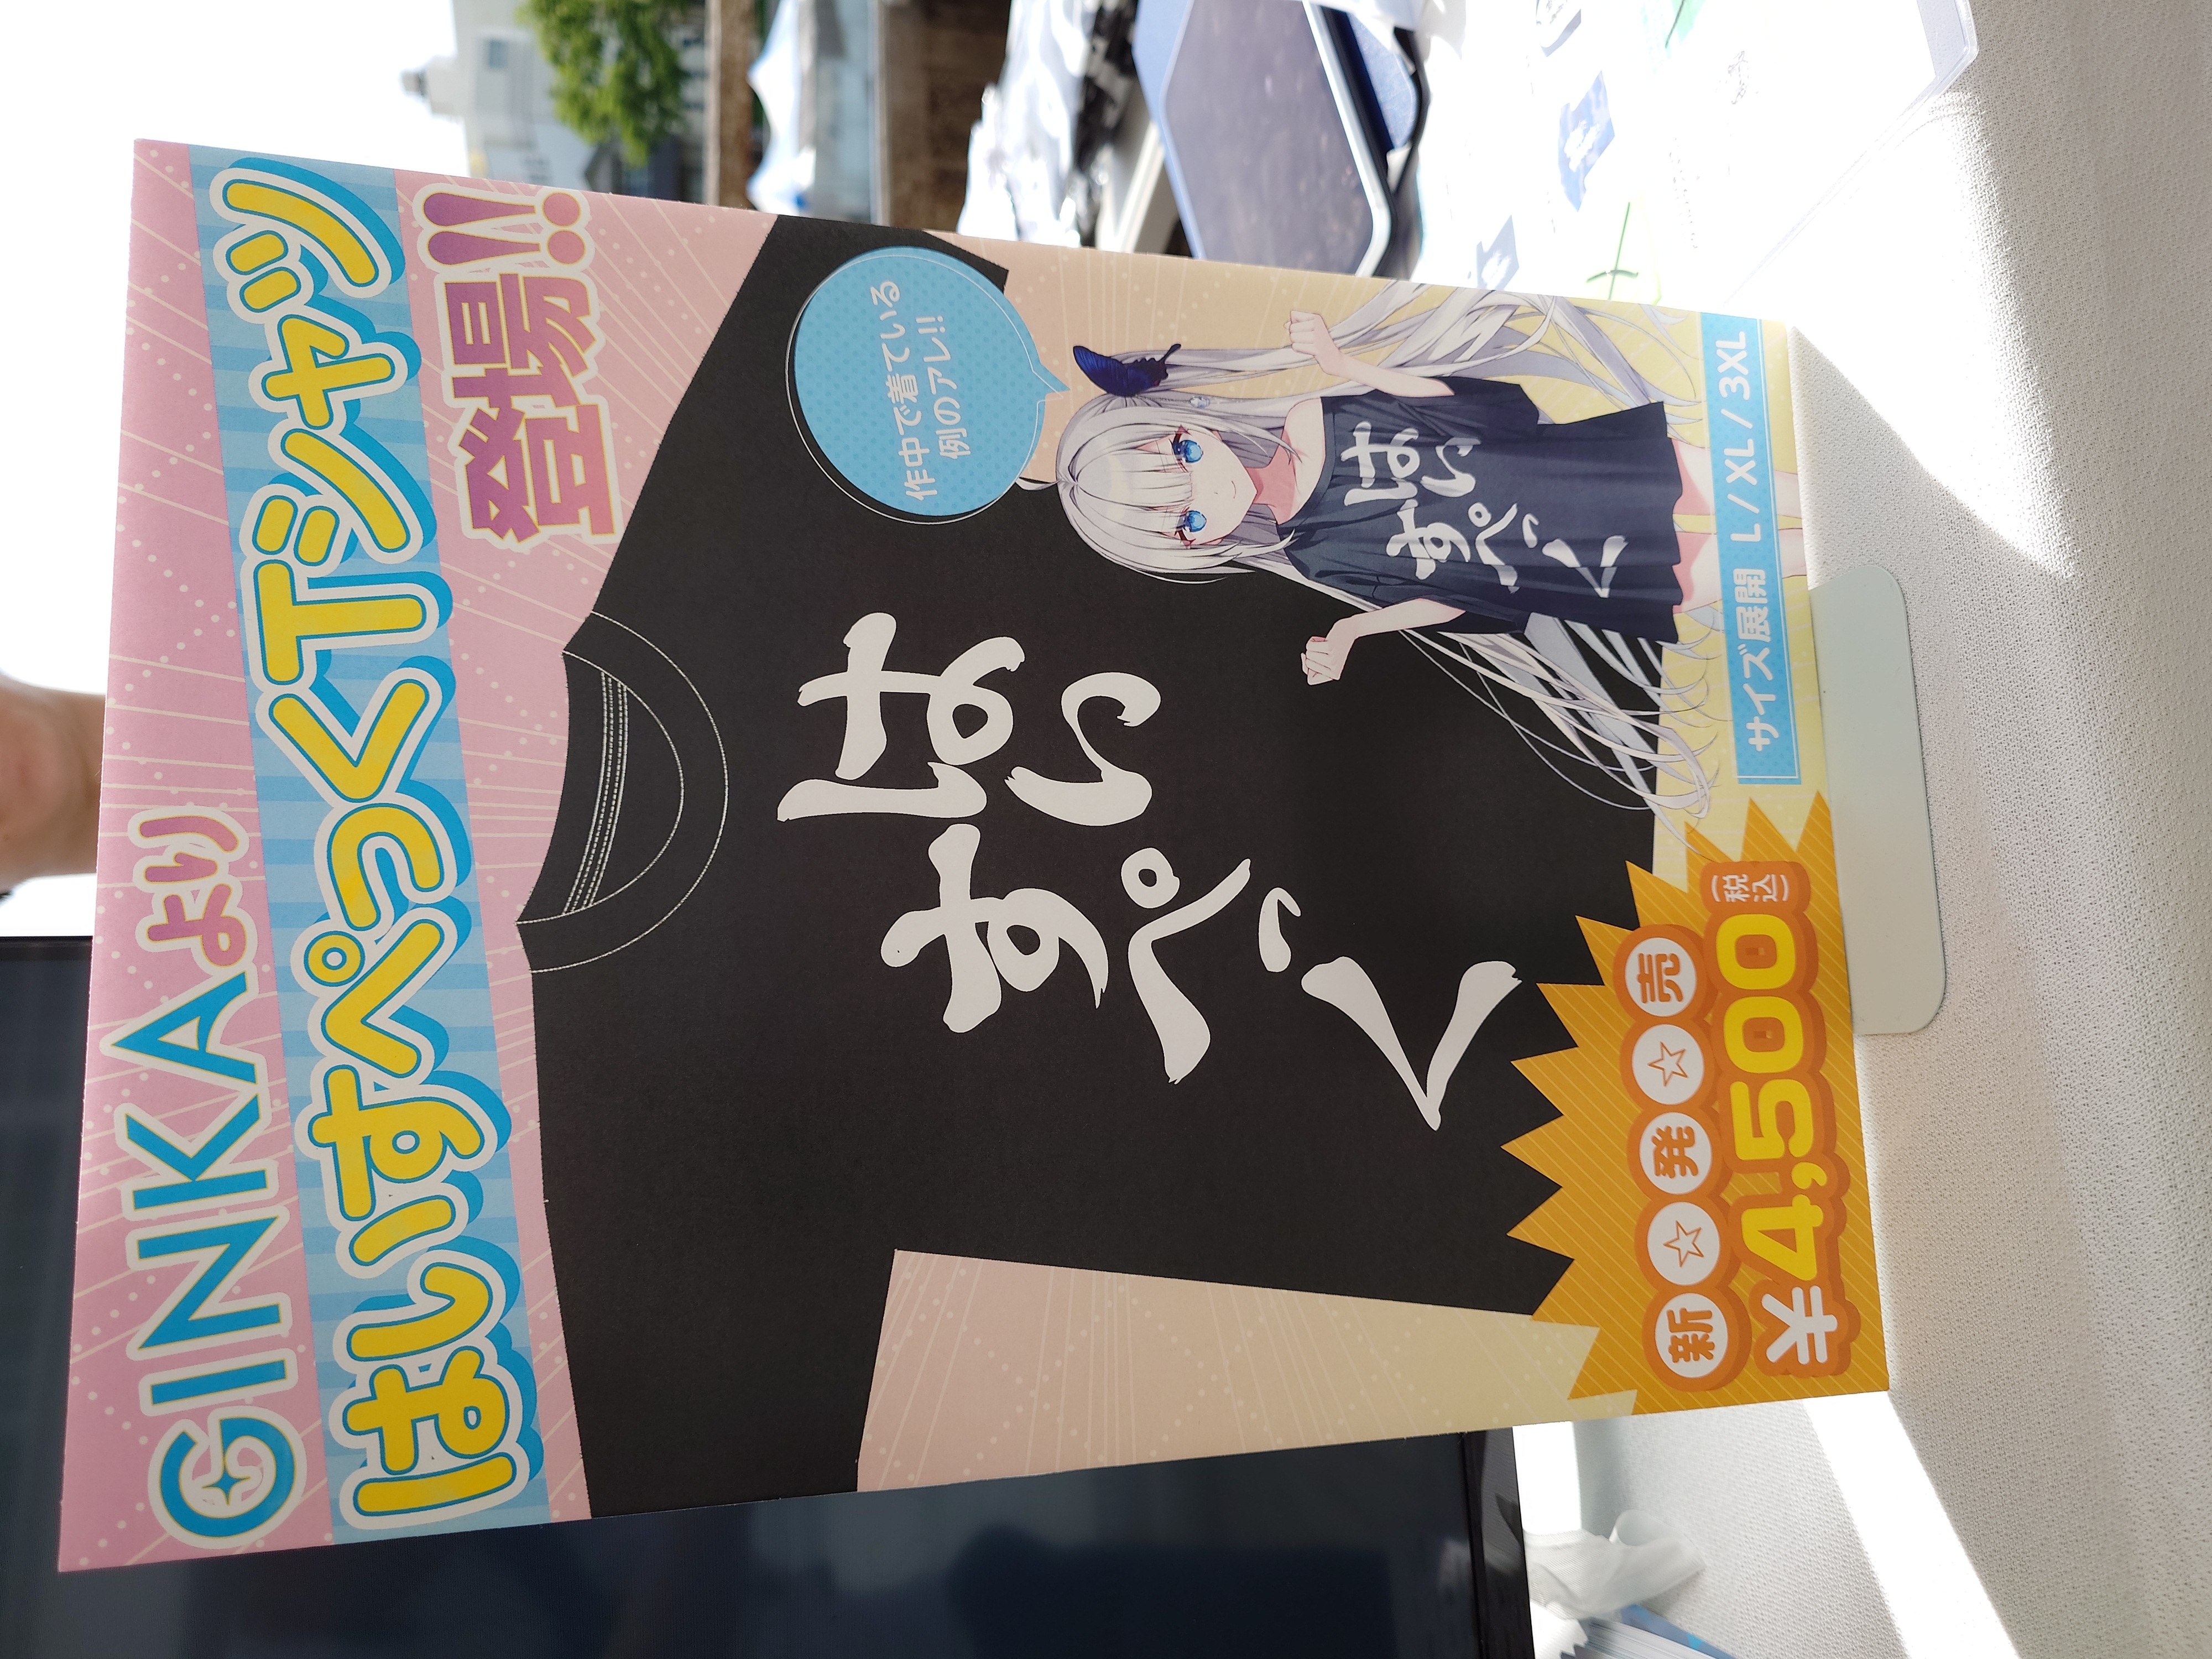 GINKAより
はいすぺっくTシャツ
登場!!
作中で着ている
例のアレ!!
はい
すぺっく
はい
すぺっく
サイズ展開 L / XL / 3XL
新☆発☆売
¥4,500(税込)